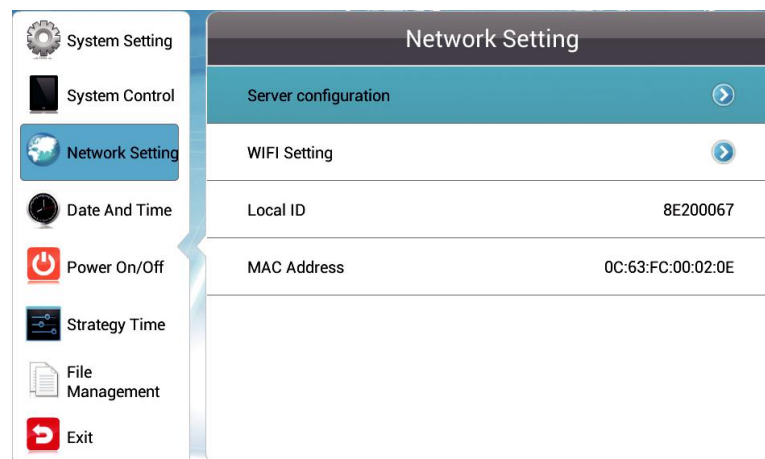 System Setting
System Control
Network Setting
Date And Time
Power On/Off
Strategy Time
File
Management
Exit
Network Setting
Server configuration
WIFI Setting
Local ID 8E200067
MAC Address 0C:63:FC:00:02:0E